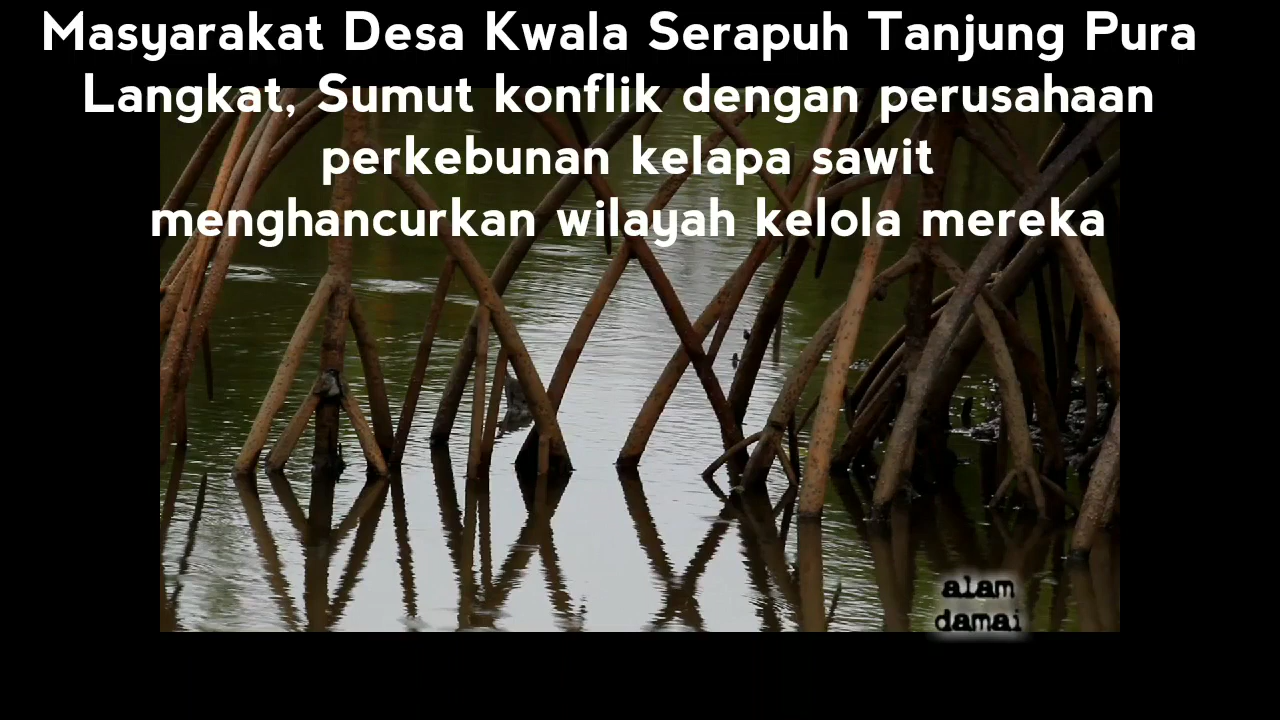 Masyarakat Desa Kwala Serapuh Tanjung Pura
Langkat, Sumut konflik dengan perusahaan
perkebunan kelapa sawit
menghancurkan wilayah kelola mereka
alam
damai